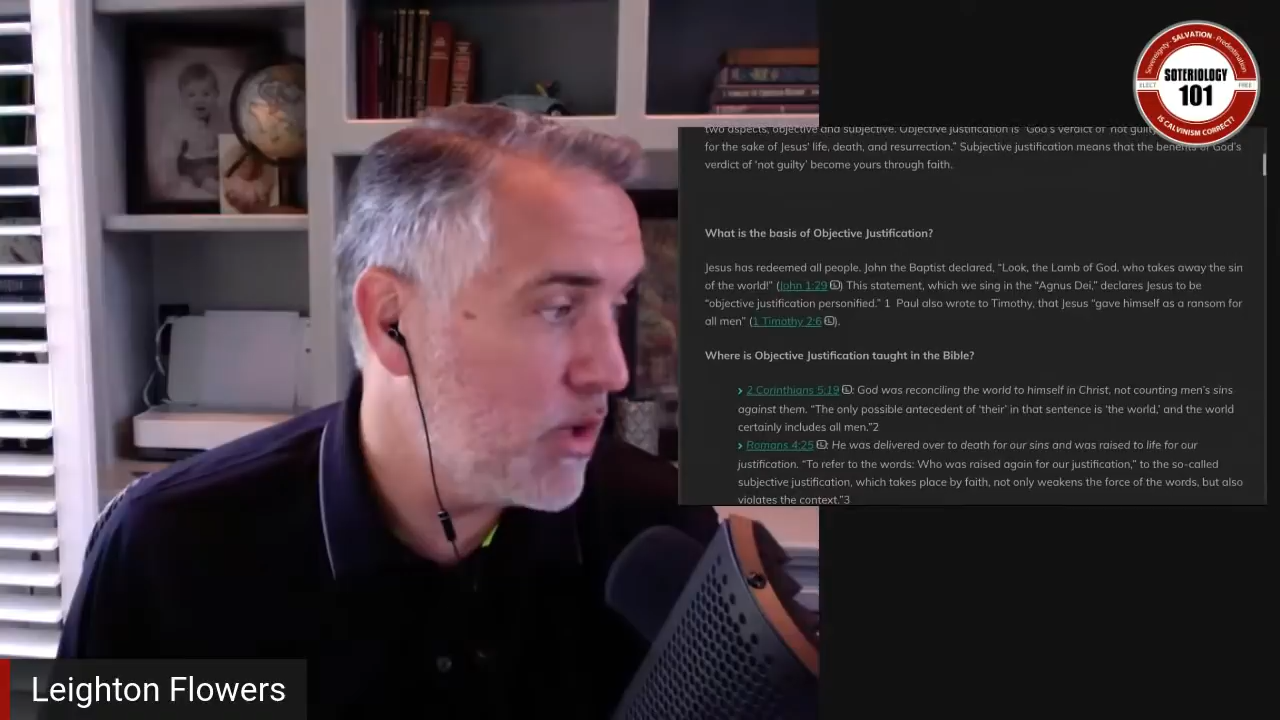 Sovereignty · SALVATION · Predestination
SOTERIOLOGY
ELECT 101 FREE
IS CALVINISM CORRECT?
two aspects, objective and subjective. Objective justification is “God’s verdict of ‘not guilty
for the sake of Jesus’ life, death, and resurrection.” Subjective justification means that the benefits of God’s
verdict of ‘not guilty’ become yours through faith.
What is the basis of Objective Justification?
Jesus has redeemed all people. John the Baptist declared, “Look, the Lamb of God, who takes away the sin
of the world!” (John 1:29) This statement, which we sing in the “Agnus Dei,” declares Jesus to be
“objective justification personified.” 1 Paul also wrote to Timothy, that Jesus “gave himself as a ransom for
all men” (1 Timothy 2:6).
Where is Objective Justification taught in the Bible?
› 2 Corinthians 5:19: God was reconciling the world to himself in Christ, not counting men’s sins
against them. “The only possible antecedent of ‘their’ in that sentence is ‘the world,’ and the world
certainly includes all men.”2
› Romans 4:25: He was delivered over to death for our sins and was raised to life for our
justification. “To refer to the words: Who was raised again for our justification,” to the so-called
subjective justification, which takes place by faith, not only weakens the force of the words, but also
violates the context.”3
Leighton Flowers